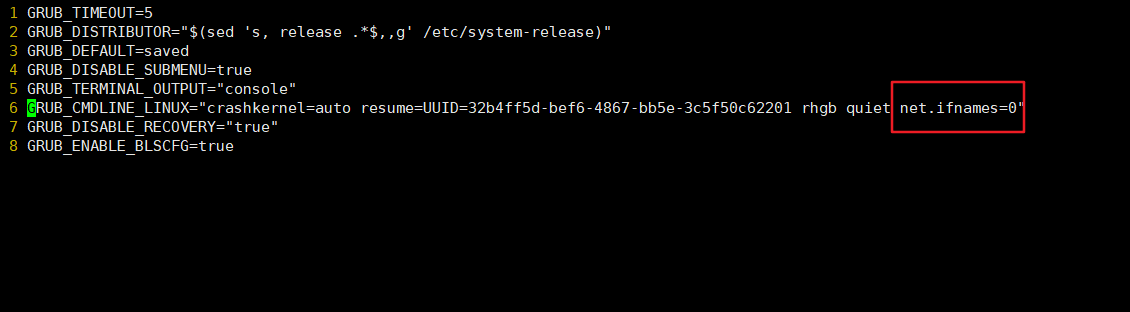 1 GRUB_TIMEOUT=5
2 GRUB_DISTRIBUTOR="$(sed 's, release .*$,,g' /etc/system-release)"
3 GRUB_DEFAULT=saved
4 GRUB_DISABLE_SUBMENU=true
5 GRUB_TERMINAL_OUTPUT="console"
6 GRUB_CMDLINE_LINUX="crashkernel=auto resume=UUID=32b4ff5d-bef6-4867-bb5e-3c5f50c62201 rhgb quiet net.ifnames=0"
7 GRUB_DISABLE_RECOVERY="true"
8 GRUB_ENABLE_BLSCFG=true